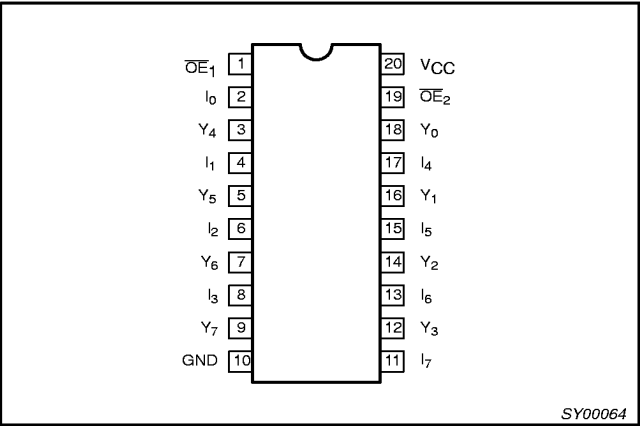 OE1 1 20 VCC
I0 2 19 OE2
Y4 3 18 Y0
I1 4 17 I4
Y5 5 16 Y1
I2 6 15 I5
Y6 7 14 Y2
I3 8 13 I6
Y7 9 12 Y3
GND 10 11 I7
SY00064